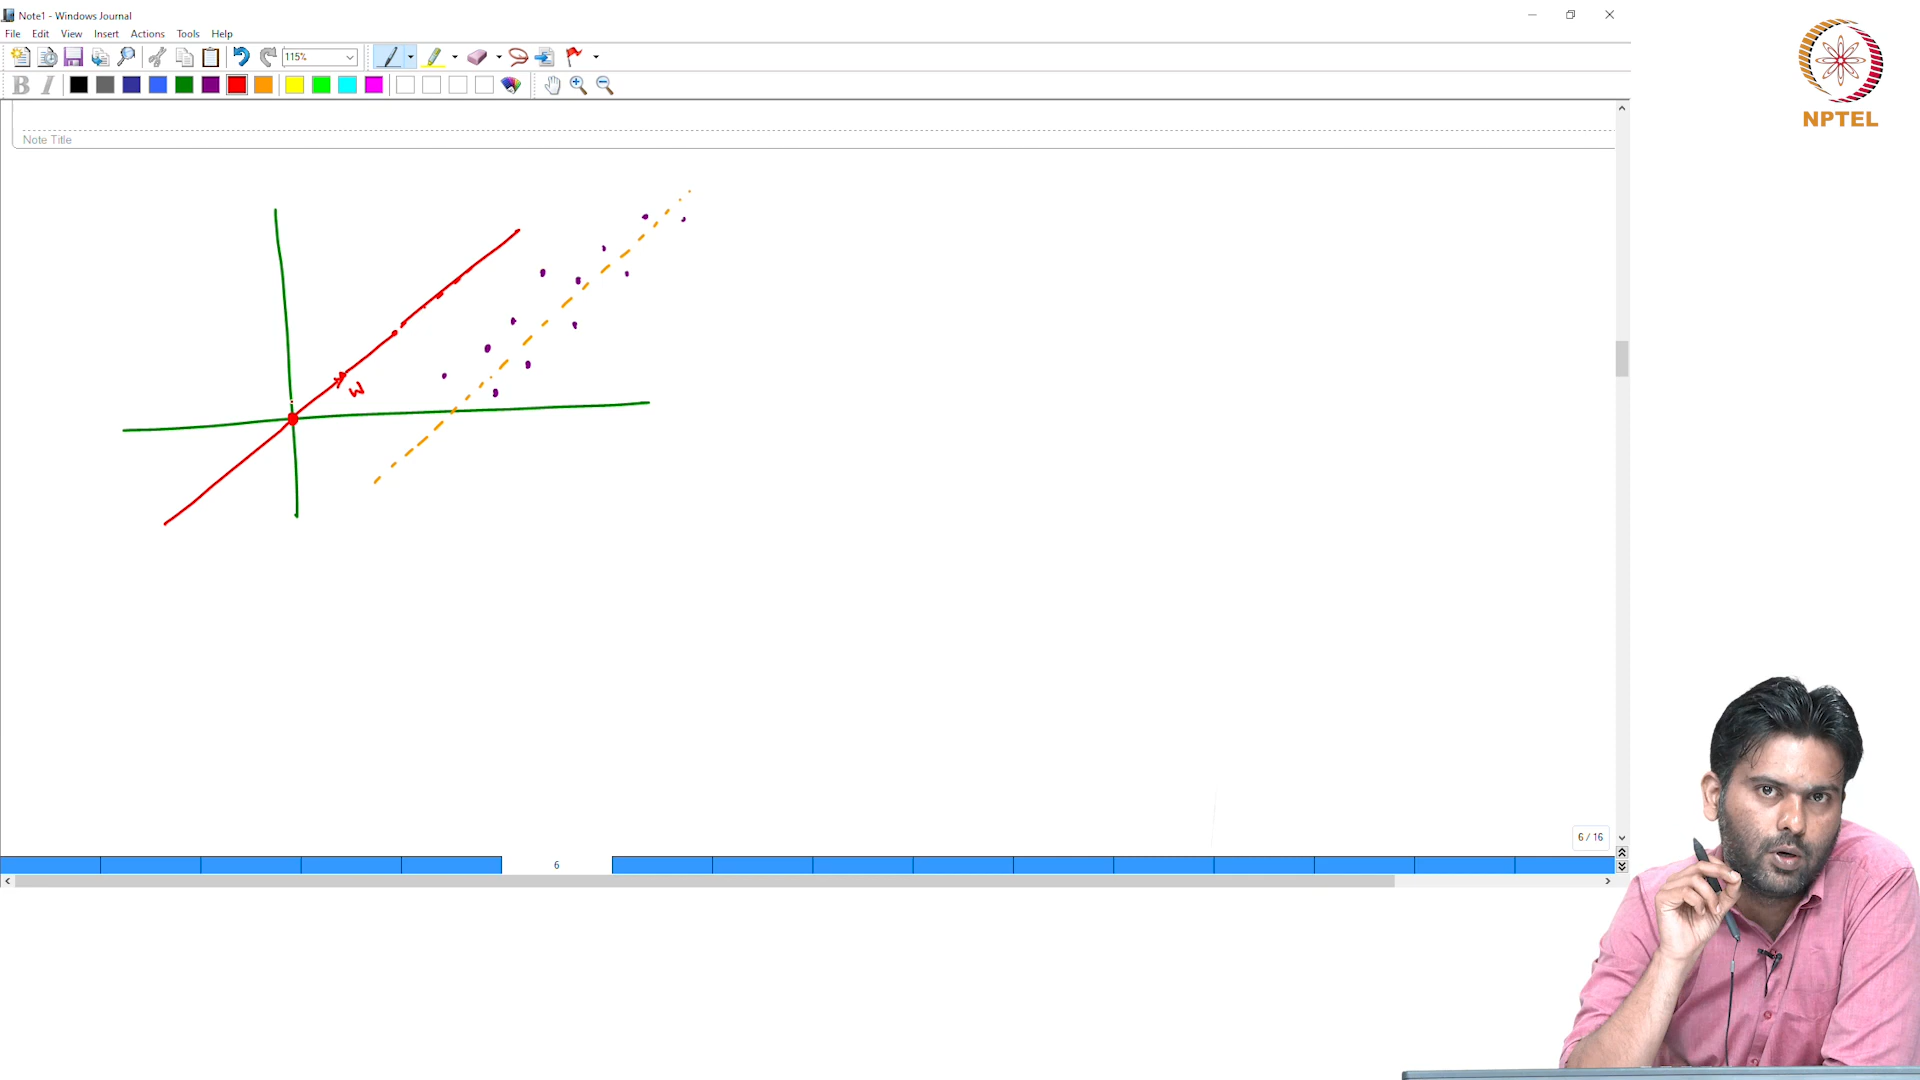 Note1 - Windows Journal
File Edit View Insert Actions Tools Help
115%
B I
NPTEL
Note Title
w
6 / 16
6